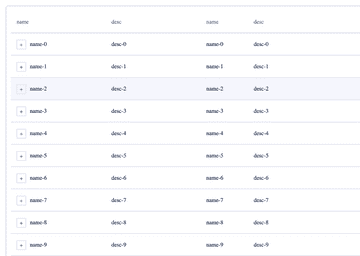 name desc name desc
+ name-0 desc-0 name-0 desc-0
+ name-1 desc-1 name-1 desc-1
+ name-2 desc-2 name-2 desc-2
+ name-3 desc-3 name-3 desc-3
+ name-4 desc-4 name-4 desc-4
+ name-5 desc-5 name-5 desc-5
+ name-6 desc-6 name-6 desc-6
+ name-7 desc-7 name-7 desc-7
+ name-8 desc-8 name-8 desc-8
+ name-9 desc-9 name-9 desc-9